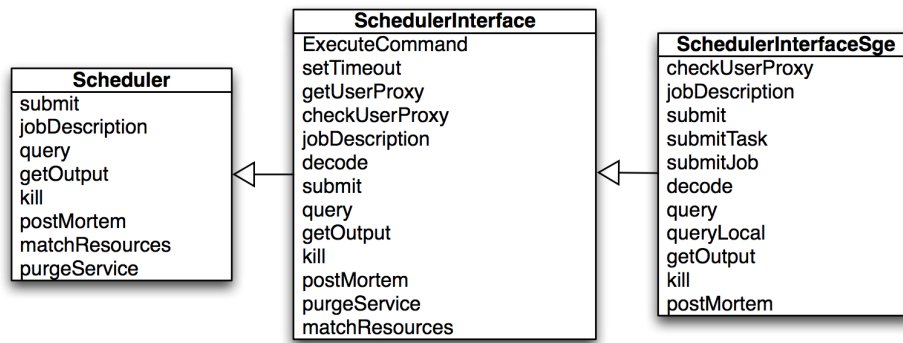 Scheduler
submit
jobDescription
query
getOutput
kill
postMortem
matchResources
purgeService
SchedulerInterface
ExecuteCommand
setTimeout
getUserProxy
checkUserProxy
jobDescription
decode
submit
query
getOutput
kill
postMortem
purgeService
matchResources
SchedulerInterfaceSge
checkUserProxy
jobDescription
submit
submitTask
submitJob
decode
query
queryLocal
getOutput
kill
postMortem